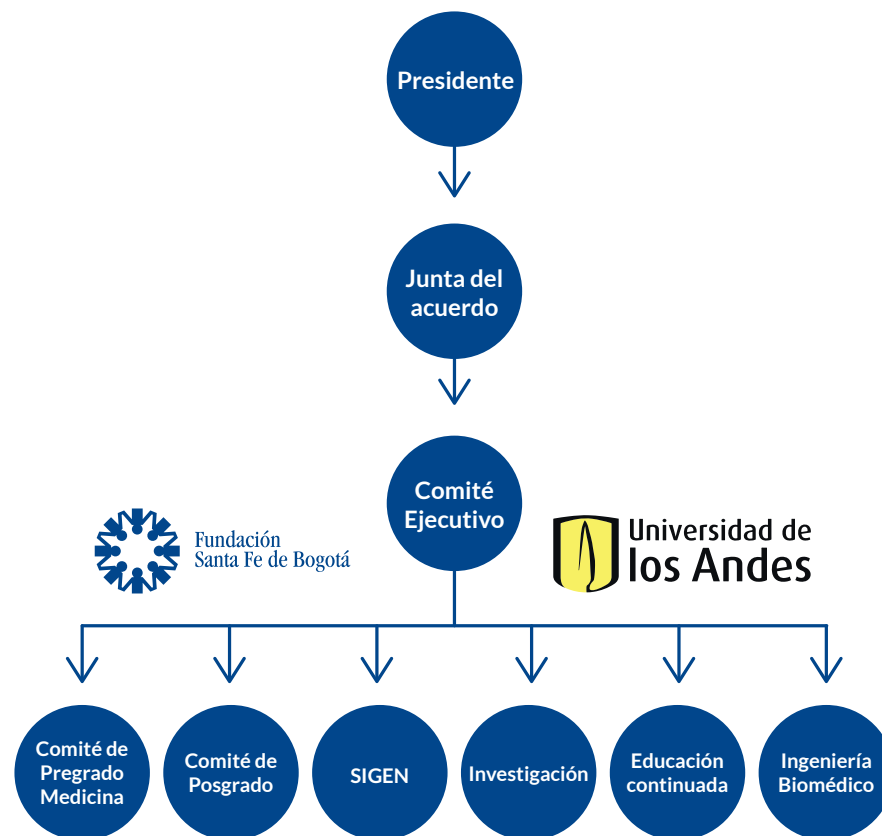 Presidente
Junta del
acuerdo
Comité
Ejecutivo
Fundación
Santa Fe de Bogotá
Universidad de
los Andes
Comité de
Pregrado
Medicina
Comité de
Posgrado
SIGEN
Investigación
Educación
continuada
Ingeniería
Biomédico